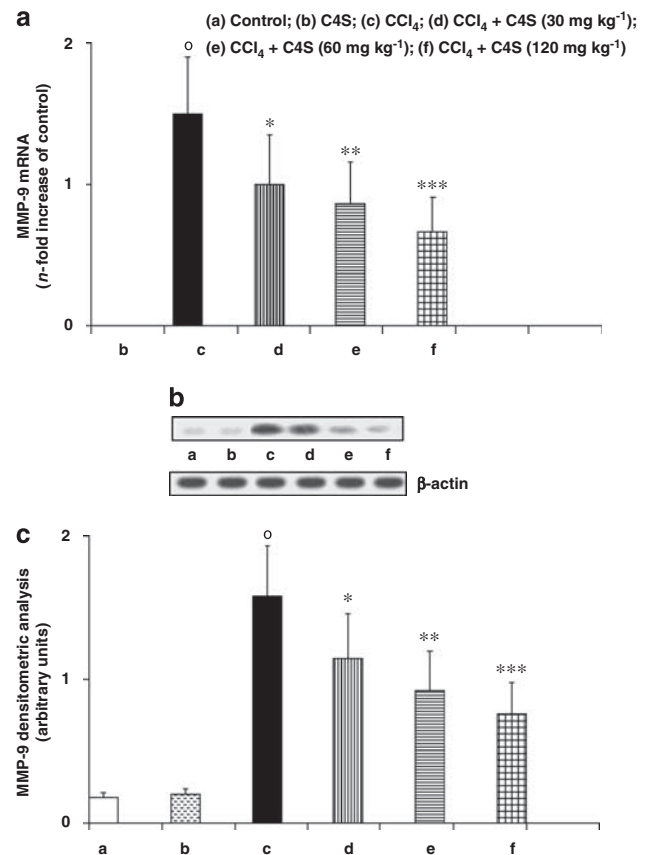 a
(a) Control; (b) C4S; (c) CCl₄; (d) CCl₄ + C4S (30 mg kg⁻¹);
(e) CCl₄ + C4S (60 mg kg⁻¹); (f) CCl₄ + C4S (120 mg kg⁻¹)
MMP-9 mRNA
(n-fold increase of control)
2
1
0
o
*
**
***
b c d e f
b
a b c d e f
β-actin
c
MMP-9 densitometric analysis
(arbitrary units)
2
1
0
o
*
**
***
a b c d e f